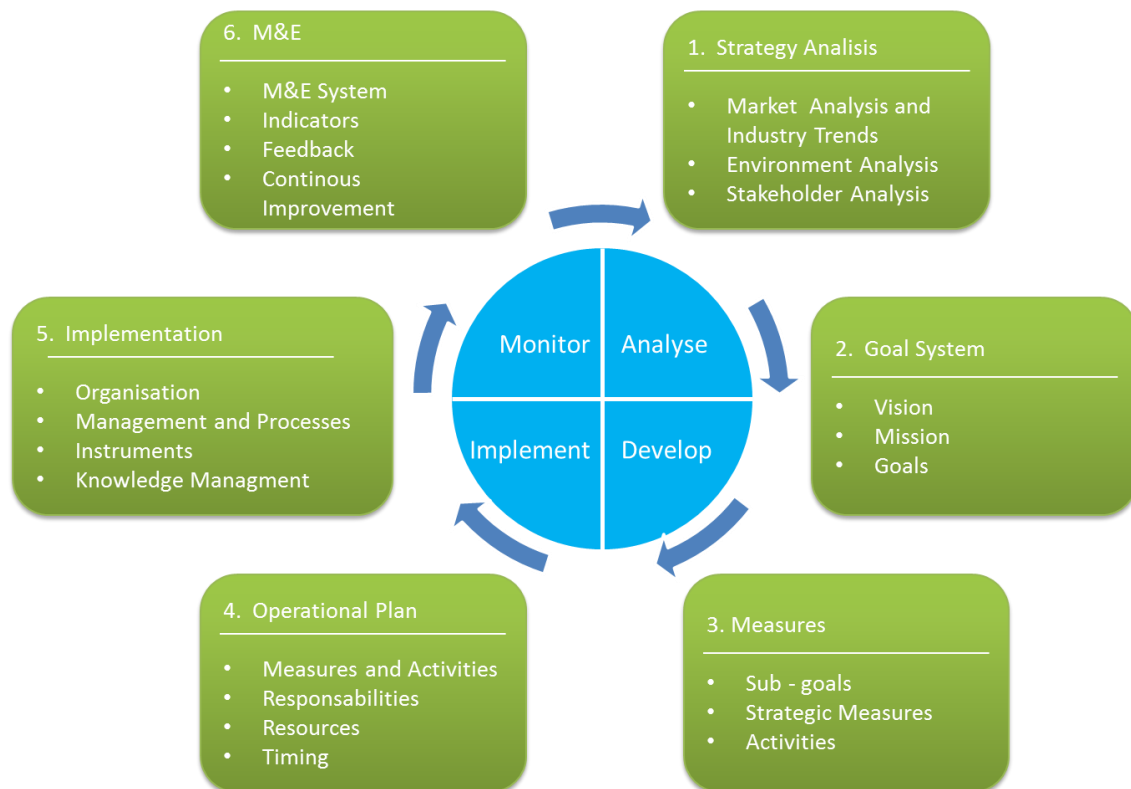 6. M&E
• M&E System
• Indicators
• Feedback
• Continous
Improvement
1. Strategy Analisis
• Market Analysis and
Industry Trends
• Environment Analysis
• Stakeholder Analysis
5. Implementation
• Organisation
• Management and Processes
• Instruments
• Knowledge Managment
Monitor
Analyse
Implement
Develop
2. Goal System
• Vision
• Mission
• Goals
4. Operational Plan
• Measures and Activities
• Responsabilities
• Resources
• Timing
3. Measures
• Sub - goals
• Strategic Measures
• Activities